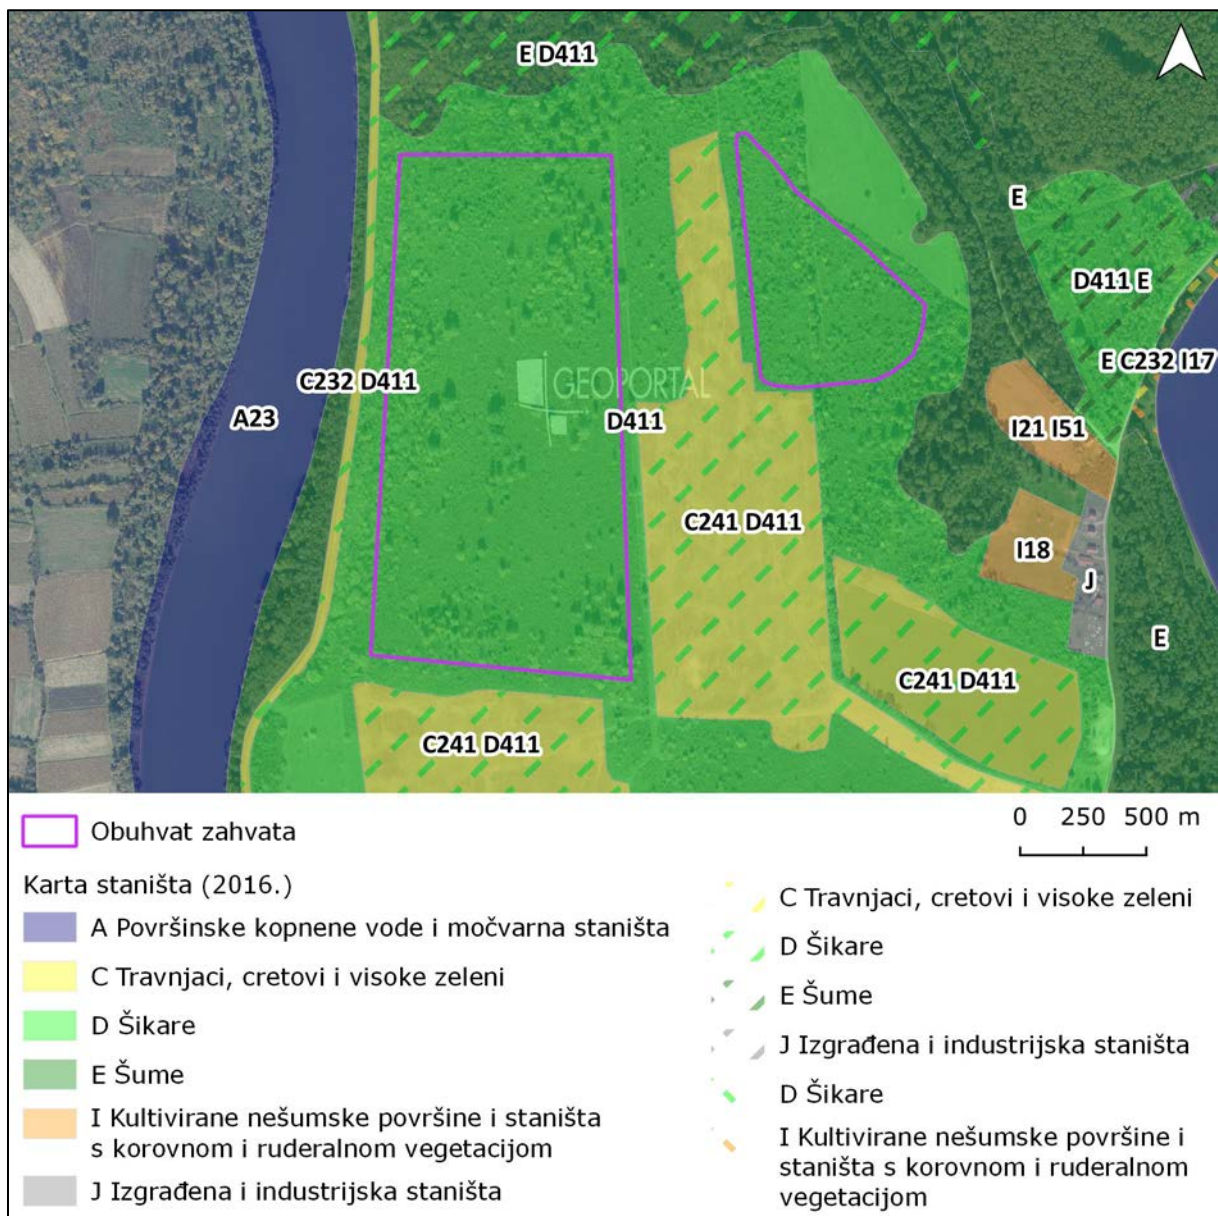 E D411
E
D411 E
E C232 I17
C232 D411
GEOPORTAL
A23
D411
I21 I51
C241 D411
I18
J
E
C241 D411
C241 D411
Obuhvat zahvata
0 250 500 m
Karta staništa (2016.)
A Površinske kopnene vode i močvarna staništa
C Travnjaci, cretovi i visoke zeleni
D Šikare
E Šume
I Kultivirane nešumske površine i staništa
s korovnom i ruderalnom vegetacijom
J Izgrađena i industrijska staništa
C Travnjaci, cretovi i visoke zeleni
D Šikare
E Šume
J Izgrađena i industrijska staništa
D Šikare
I Kultivirane nešumske površine i
staništa s korovnom i ruderalnom
vegetacijom